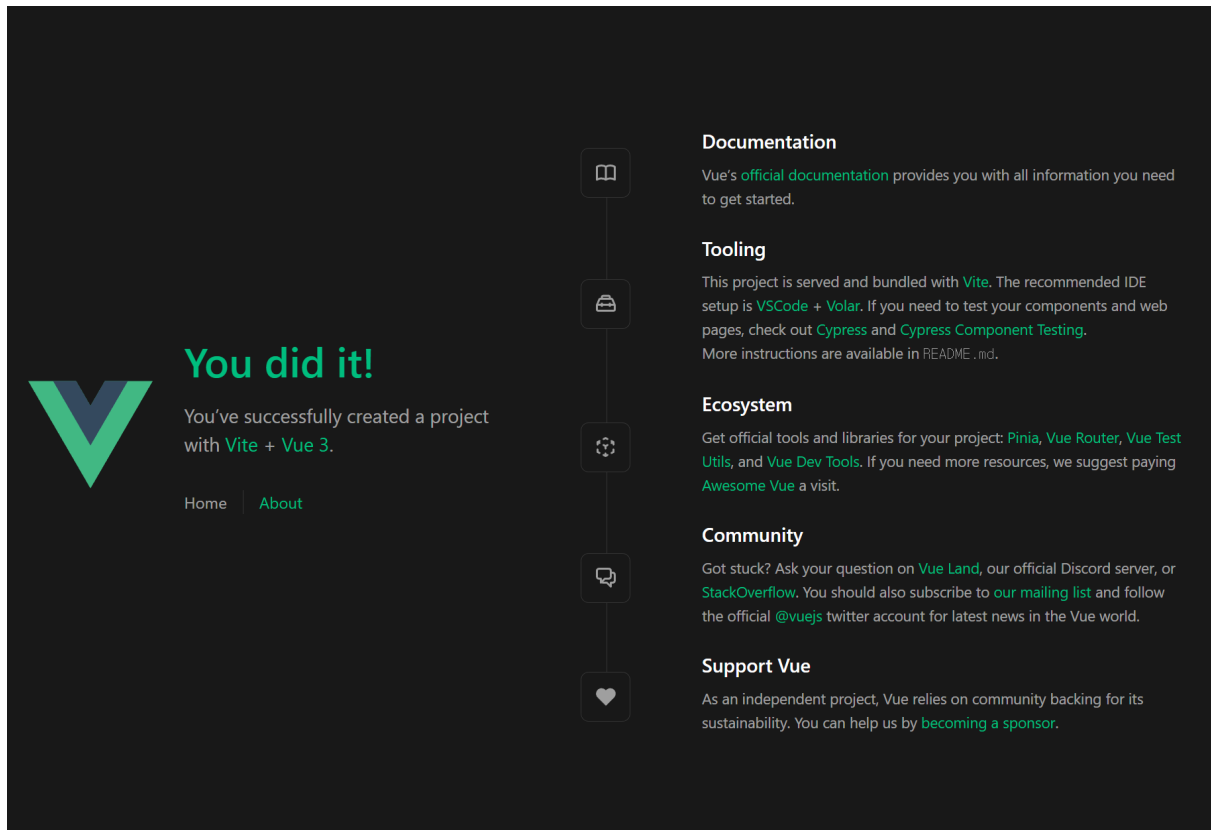 You did it!
You’ve successfully created a project
with Vite + Vue 3.
Home
About
Documentation
Vue’s official documentation provides you with all information you need
to get started.
Tooling
This project is served and bundled with Vite. The recommended IDE
setup is VSCode + Volar. If you need to test your components and web
pages, check out Cypress and Cypress Component Testing.
More instructions are available in README.md.
Ecosystem
Get official tools and libraries for your project: Pinia, Vue Router, Vue Test
Utils, and Vue Dev Tools. If you need more resources, we suggest paying
Awesome Vue a visit.
Community
Got stuck? Ask your question on Vue Land, our official Discord server, or
StackOverflow. You should also subscribe to our mailing list and follow
the official @vuejs twitter account for latest news in the Vue world.
Support Vue
As an independent project, Vue relies on community backing for its
sustainability. You can help us by becoming a sponsor.